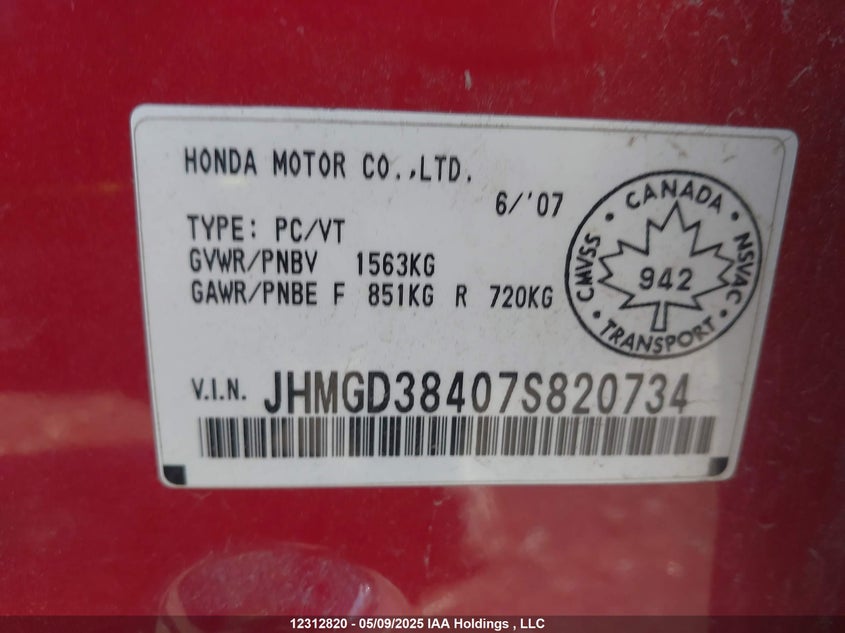 HONDA MOTOR CO.,LTD.
6/'07
TYPE: PC/VT
GVWR/PNBV 1563KG
GAWR/PNBE F 851KG R 720KG
CANADA
CMVSS
NSVAC
942
TRANSPORT
V.I.N. JHMGD38407S820734
12312820 - 05/09/2025 IAA Holdings , LLC